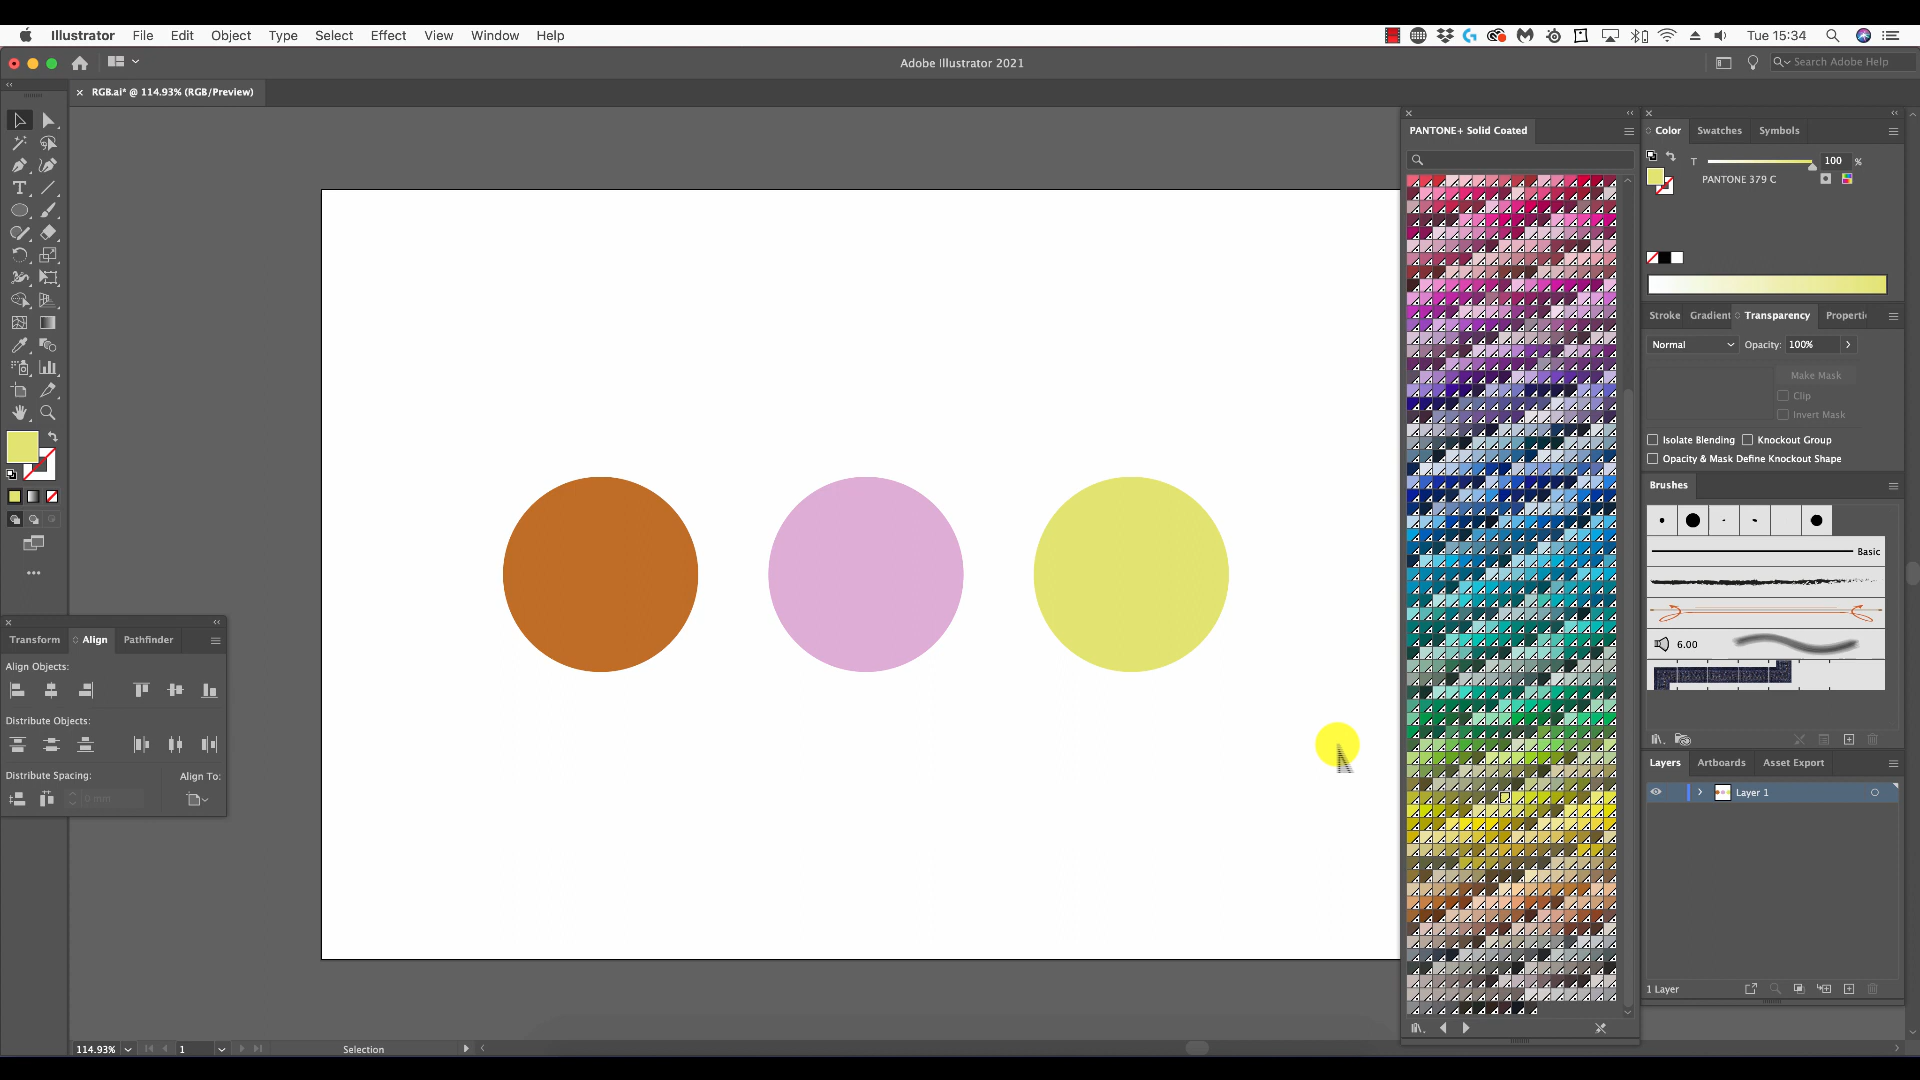 Illustrator File Edit Object Type Select Effect View Window Help
Tue 15:34
Adobe Illustrator 2021
Search Adobe Help
RGB.ai* @ 114.93% (RGB/Preview)
PANTONE+ Solid Coated
Color Swatches Symbols
T 100 %
PANTONE 379 C
Stroke Gradient Transparency Properti
Normal Opacity: 100%
Make Mask
Clip
Invert Mask
Isolate Blending Knockout Group
Opacity & Mask Define Knockout Shape
Brushes
Basic
6.00
Transform Align Pathfinder
Align Objects:
Distribute Objects:
Distribute Spacing: Align To:
0 mm
Layers Artboards Asset Export
Layer 1
1 Layer
114.93% 1 Selection